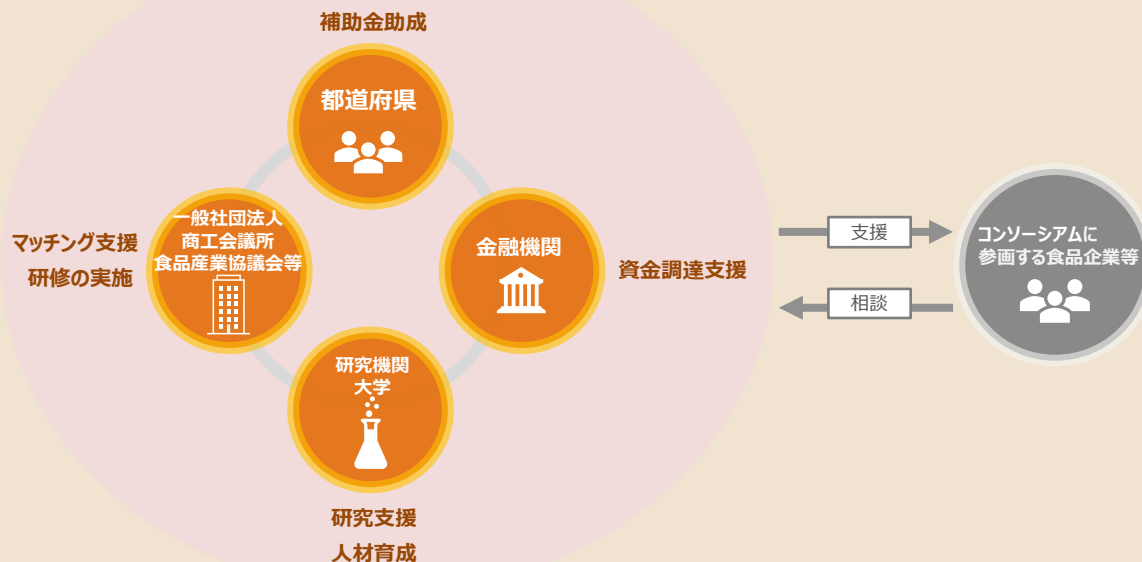 補助金助成
都道府県
一般社団法人
商工会議所
食品産業協議会等
マッチング支援
研修の実施
金融機関
資金調達支援
研究機関
大学
研究支援
人材育成
支援
相談
コンソーシアムに
参画する食品企業等